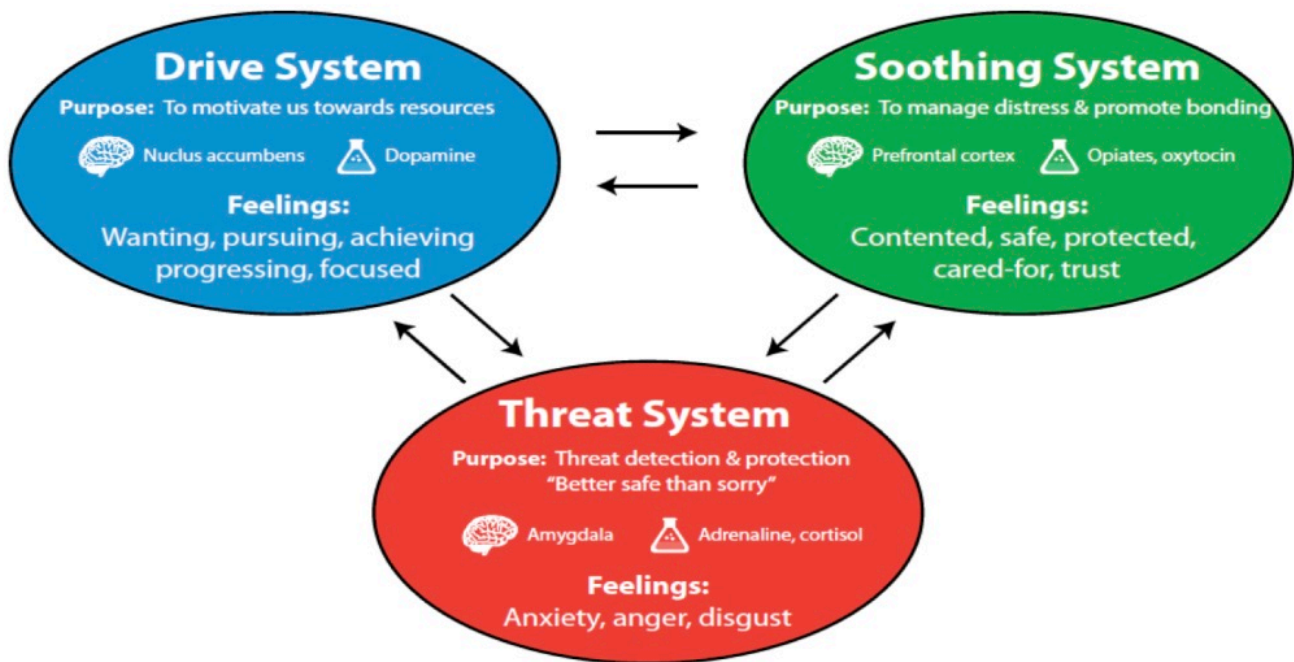 Drive System
Purpose: To motivate us towards resources
Nuclus accumbens Dopamine
Feelings:
Wanting, pursuing, achieving
progressing, focused
Soothing System
Purpose: To manage distress & promote bonding
Prefrontal cortex Opiates, oxytocin
Feelings:
Contented, safe, protected,
cared-for, trust
Threat System
Purpose: Threat detection & protection
“Better safe than sorry”
Amygdala Adrenaline, cortisol
Feelings:
Anxiety, anger, disgust